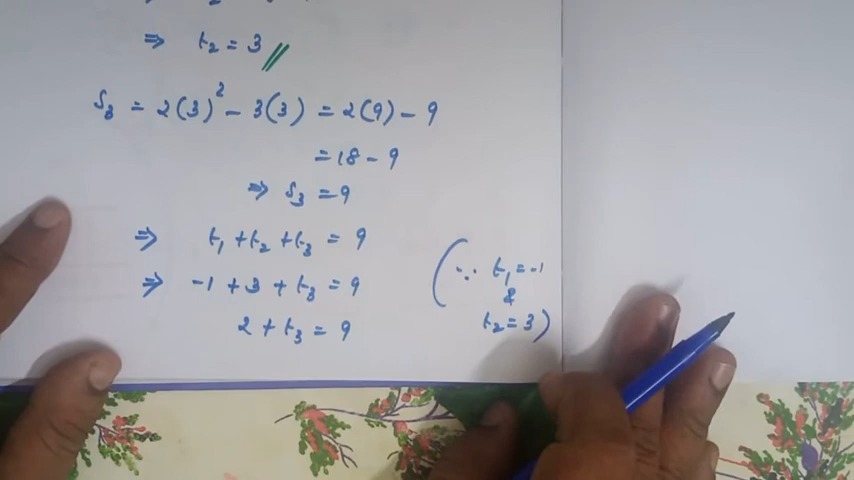 ⇒ t₂ = 3 //
S₃ = 2(3)² - 3(3) = 2(9) - 9
= 18 - 9
⇒ S₃ = 9
⇒ t₁ + t₂ + t₃ = 9
⇒ -1 + 3 + t₃ = 9
2 + t₃ = 9
(∵ t₁ = -1
&
t₂ = 3)